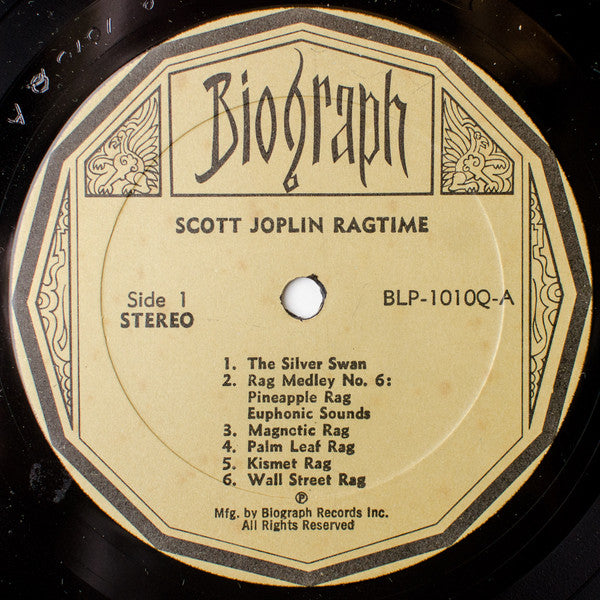 Biograph
SCOTT JOPLIN RAGTIME
Side 1
STEREO
BLP-1010Q-A
1. The Silver Swan
2. Rag Medley No. 6:
Pineapple Rag
Euphonic Sounds
3. Magnctic Rag
4. Palm Leaf Rag
5. Kismet Rag
6. Wall Street Rag
℗
Mfg. by Biograph Records Inc.
All Rights Reserved